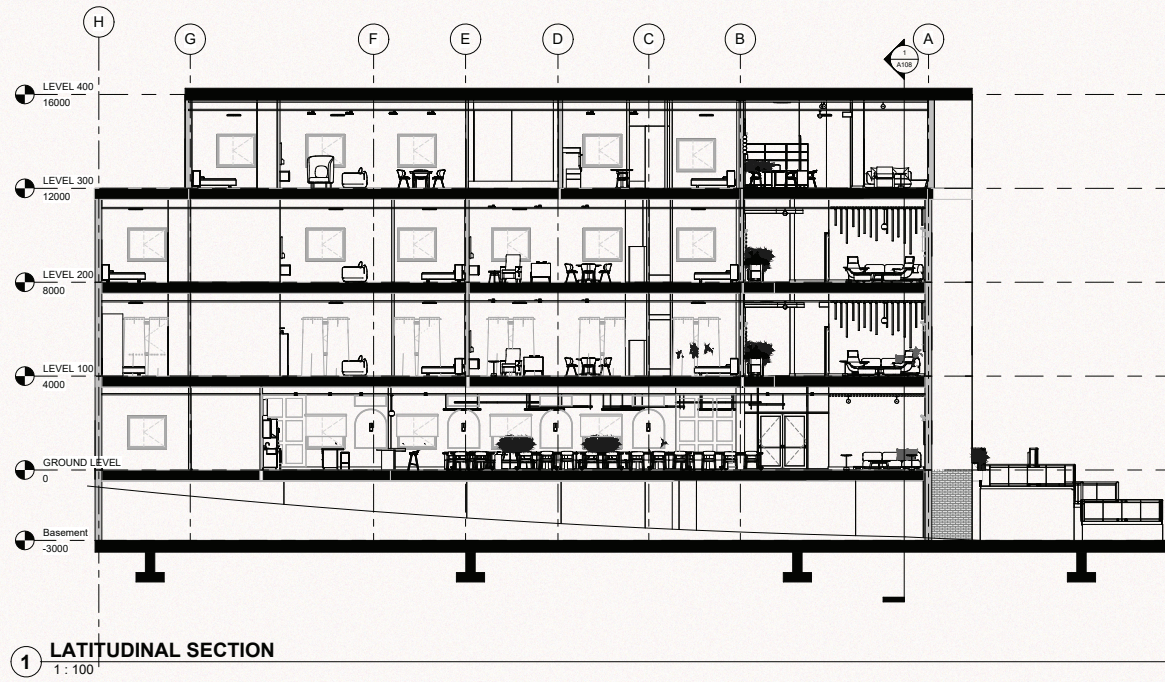 H
G
F
E
D
C
B
A
1
A108
LEVEL 400
16000
LEVEL 300
12000
LEVEL 200
8000
LEVEL 100
4000
GROUND LEVEL
0
Basement
-3000
1
LATITUDINAL SECTION
1 : 100